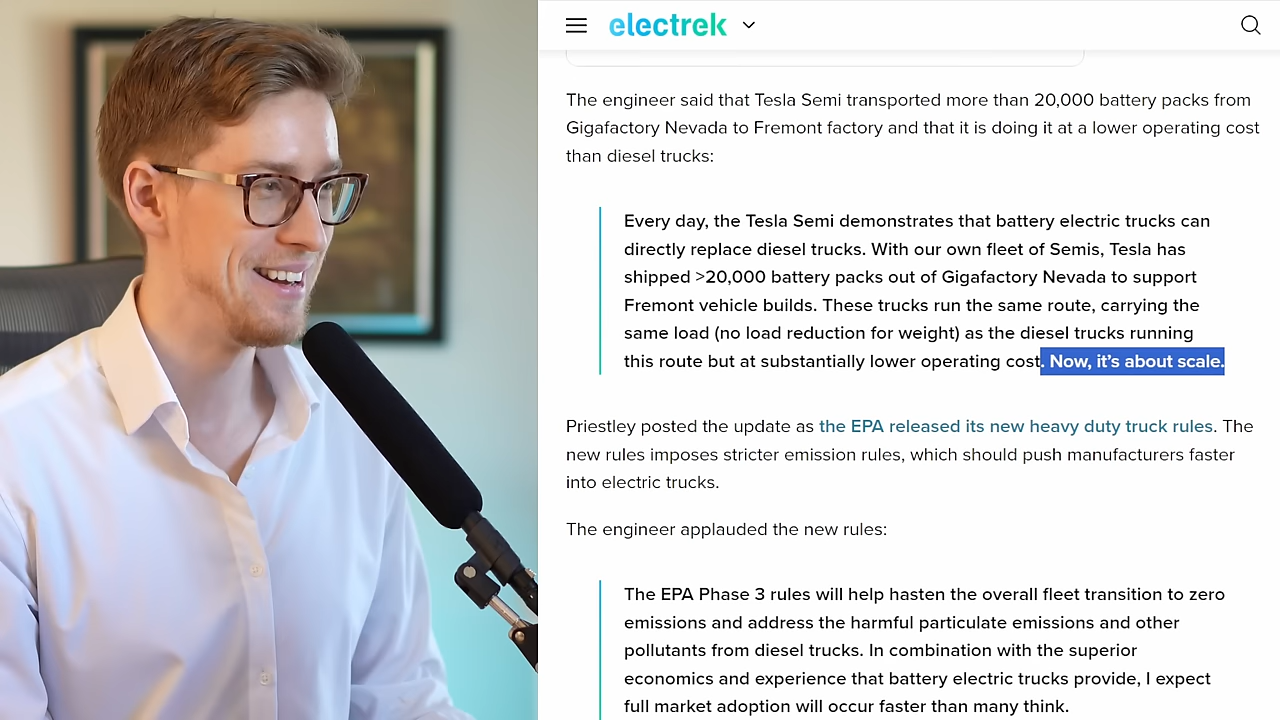 electrek
The engineer said that Tesla Semi transported more than 20,000 battery packs from
Gigafactory Nevada to Fremont factory and that it is doing it at a lower operating cost
than diesel trucks:
Every day, the Tesla Semi demonstrates that battery electric trucks can
directly replace diesel trucks. With our own fleet of Semis, Tesla has
shipped >20,000 battery packs out of Gigafactory Nevada to support
Fremont vehicle builds. These trucks run the same route, carrying the
same load (no load reduction for weight) as the diesel trucks running
this route but at substantially lower operating cost. Now, it’s about scale.
Priestley posted the update as the EPA released its new heavy duty truck rules. The
new rules imposes stricter emission rules, which should push manufacturers faster
into electric trucks.
The engineer applauded the new rules:
The EPA Phase 3 rules will help hasten the overall fleet transition to zero
emissions and address the harmful particulate emissions and other
pollutants from diesel trucks. In combination with the superior
economics and experience that battery electric trucks provide, I expect
full market adoption will occur faster than many think.